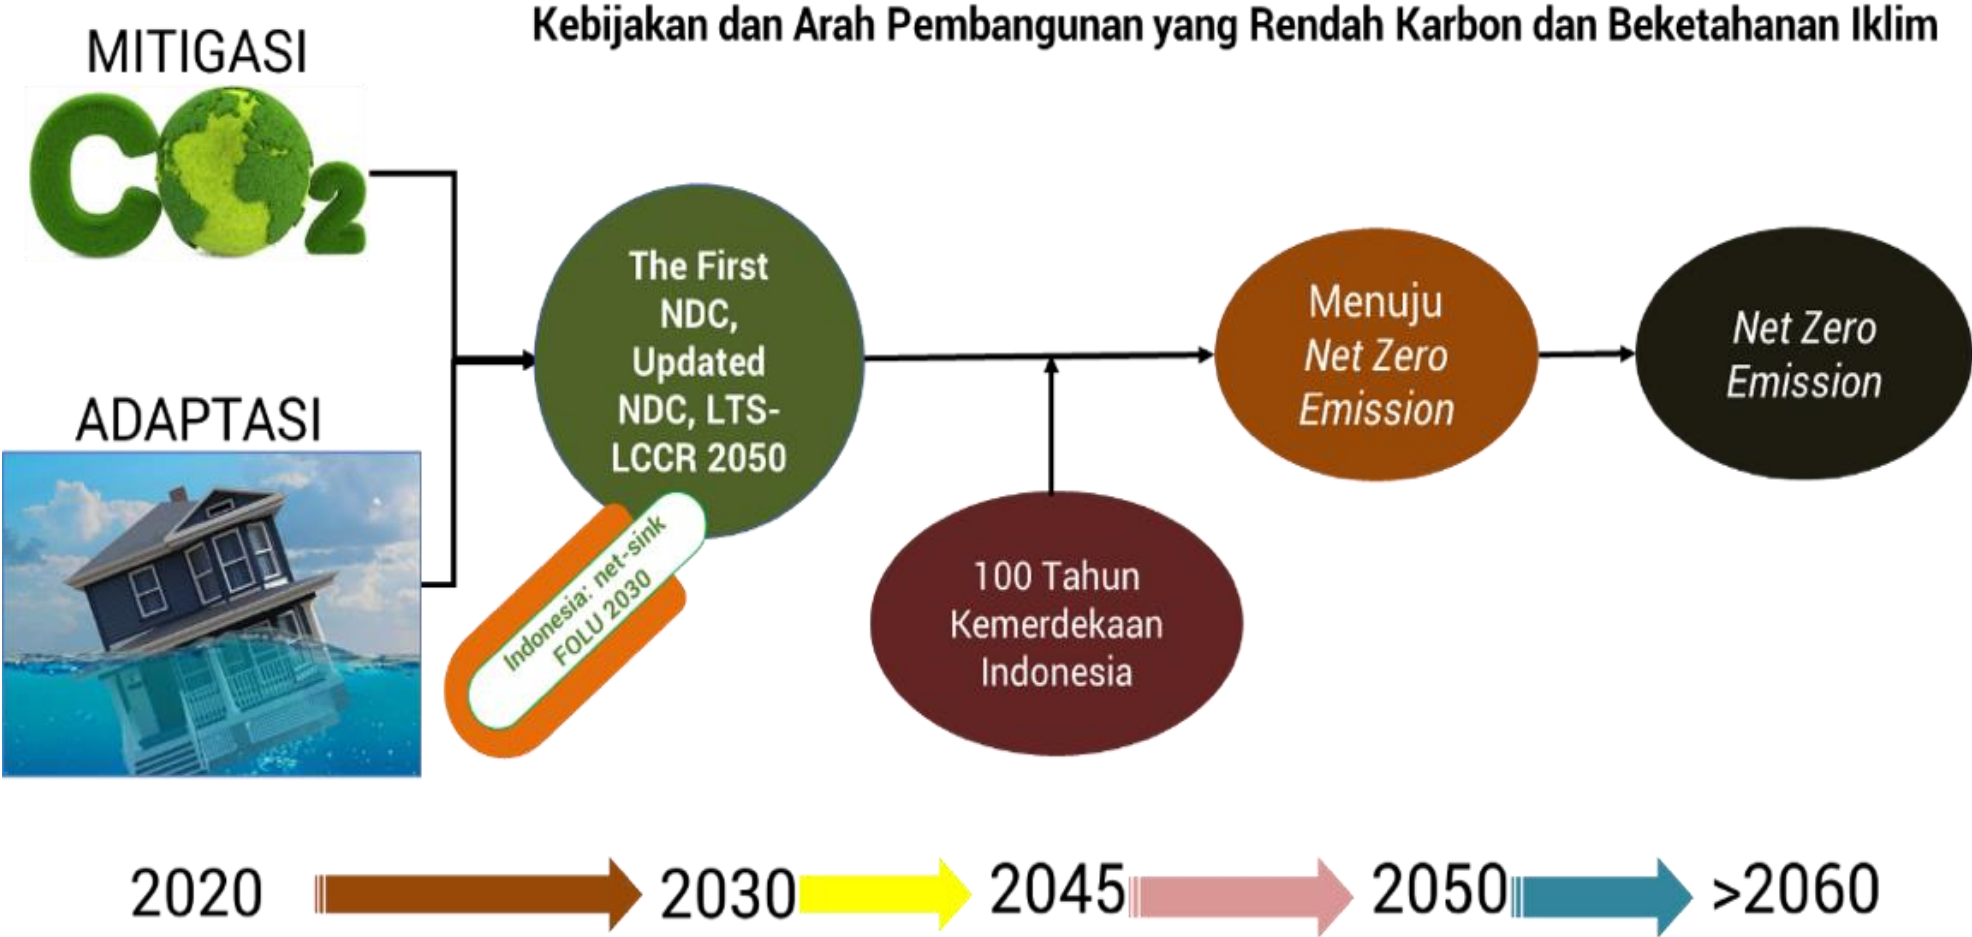 Kebijakan dan Arah Pembangunan yang Rendah Karbon dan Beketahanan Iklim
MITIGASI
CO2
ADAPTASI
The First
NDC,
Updated
NDC, LTS-
LCCR 2050
Indonesia: net-sink
FOLU 2030
100 Tahun
Kemerdekaan
Indonesia
Menuju
Net Zero
Emission
Net Zero
Emission
2020
2030
2045
2050
>2060